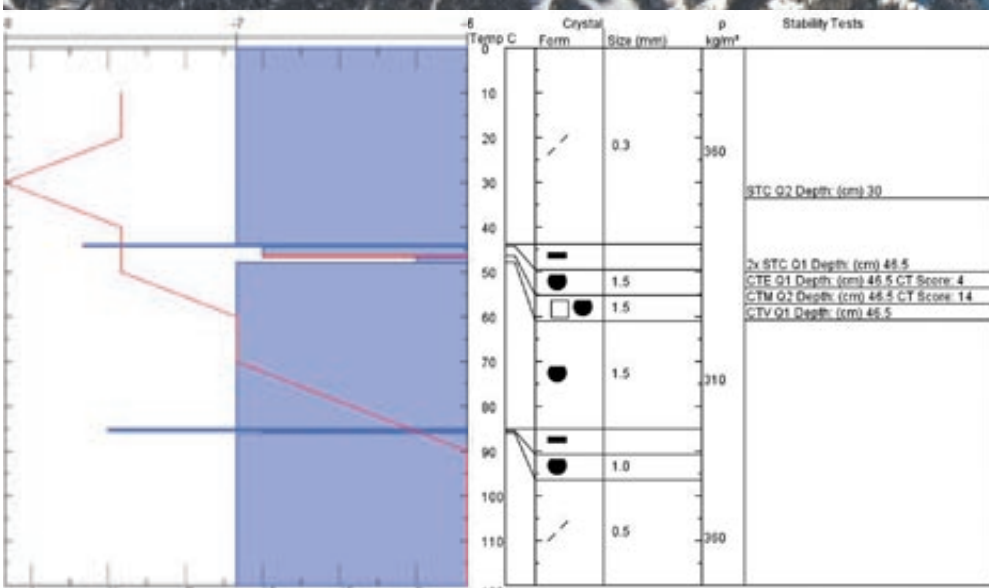 -8 -7 -6
Temp C
Crystal ρ Stability Tests
Form Size (mm) kg/m³
0
10
20 0.3 360
30 STC Q2 Depth: (cm) 30
40
2x STC Q1 Depth: (cm) 46.5
50 1.5 CTE Q1 Depth: (cm) 46.5 CT Score: 4
1.5 CTM Q2 Depth: (cm) 46.5 CT Score: 14
60 CTV Q1 Depth: (cm) 46.5
70 1.5 310
80
90 1.0
100
110 0.5 360